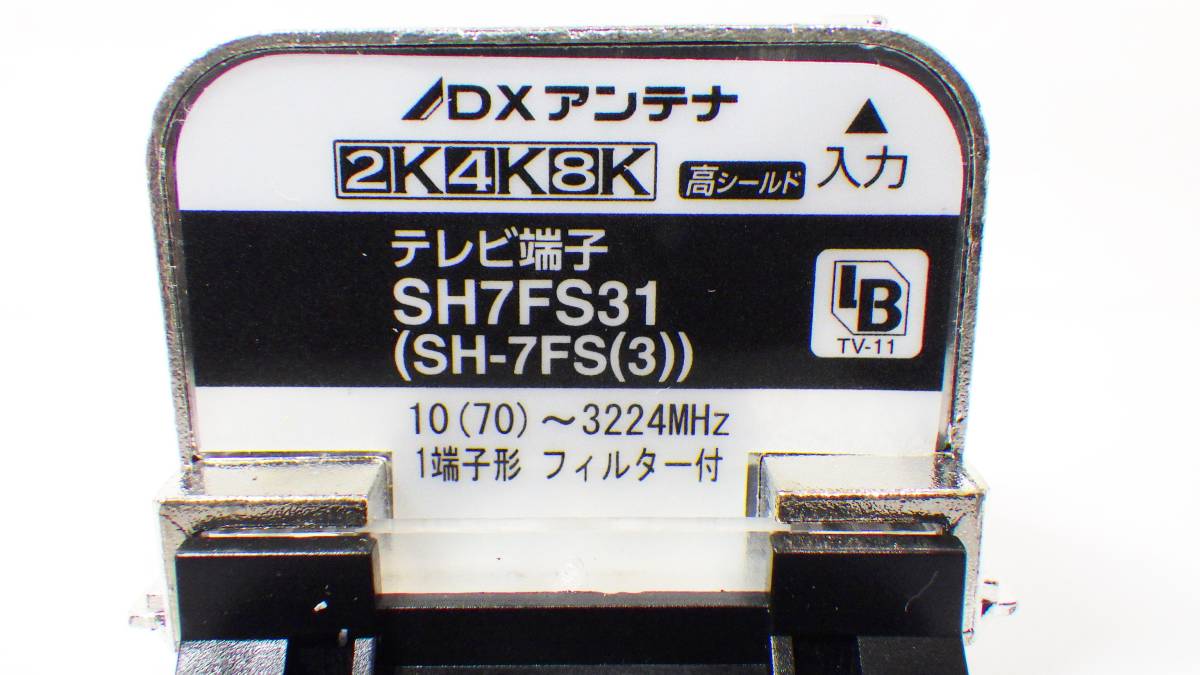 DXアンテナ
2K4K8K 高シールド ▲入力
テレビ端子
SH7FS31
(SH-7FS(3))
LB
TV-11
10(70)～3224MHz
1端子形 フィルター付